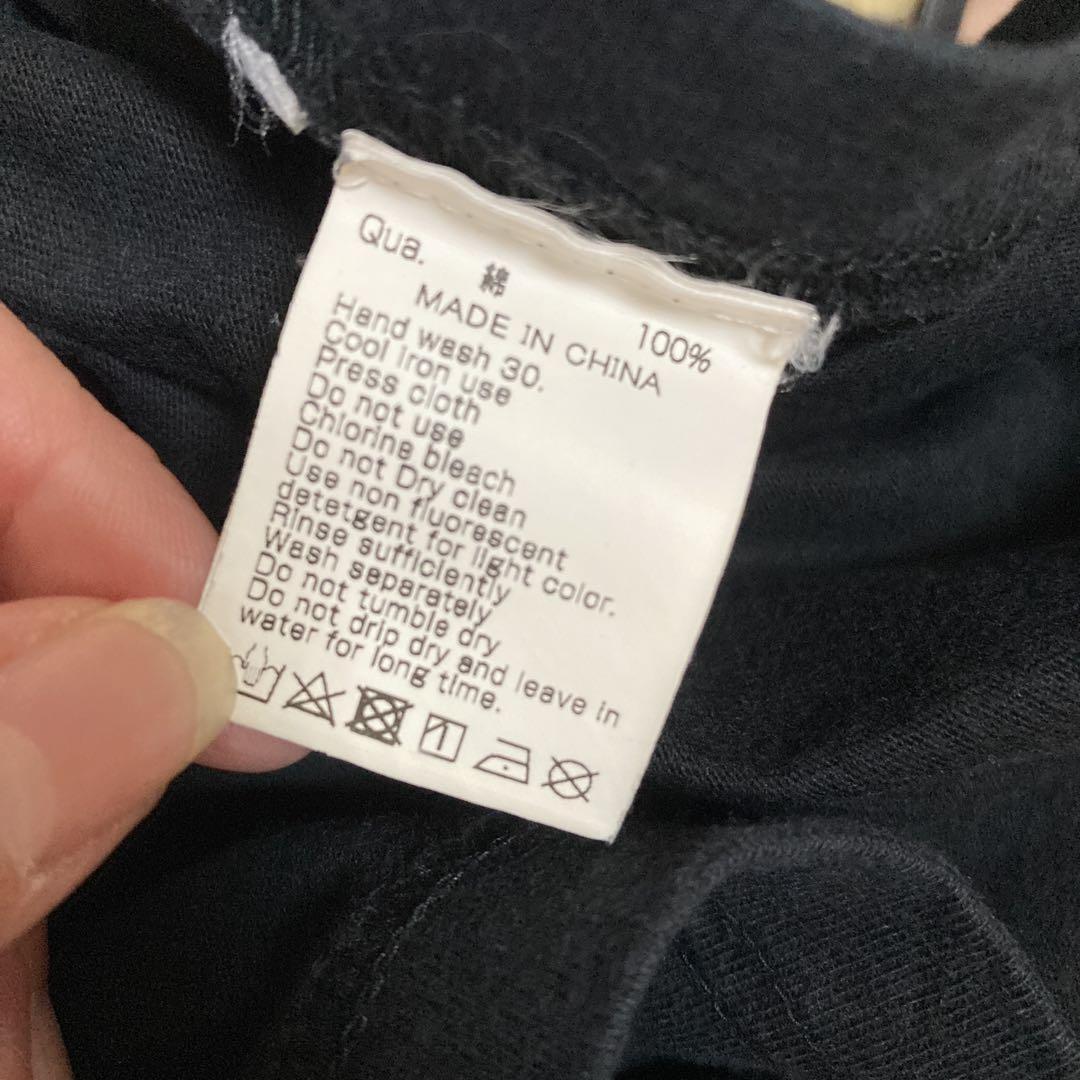 Qua.
綿 100%
MADE IN CHINA
Hand wash 30.
Cool iron use
Press cloth
Do not use
Chlorine bleach
Do not Dry clean
Use non fluorescent
detetgent for light color.
Rinse sufficiently
Wash separately
Do not tumble dry
Do not drip dry and leave in
water for long time.